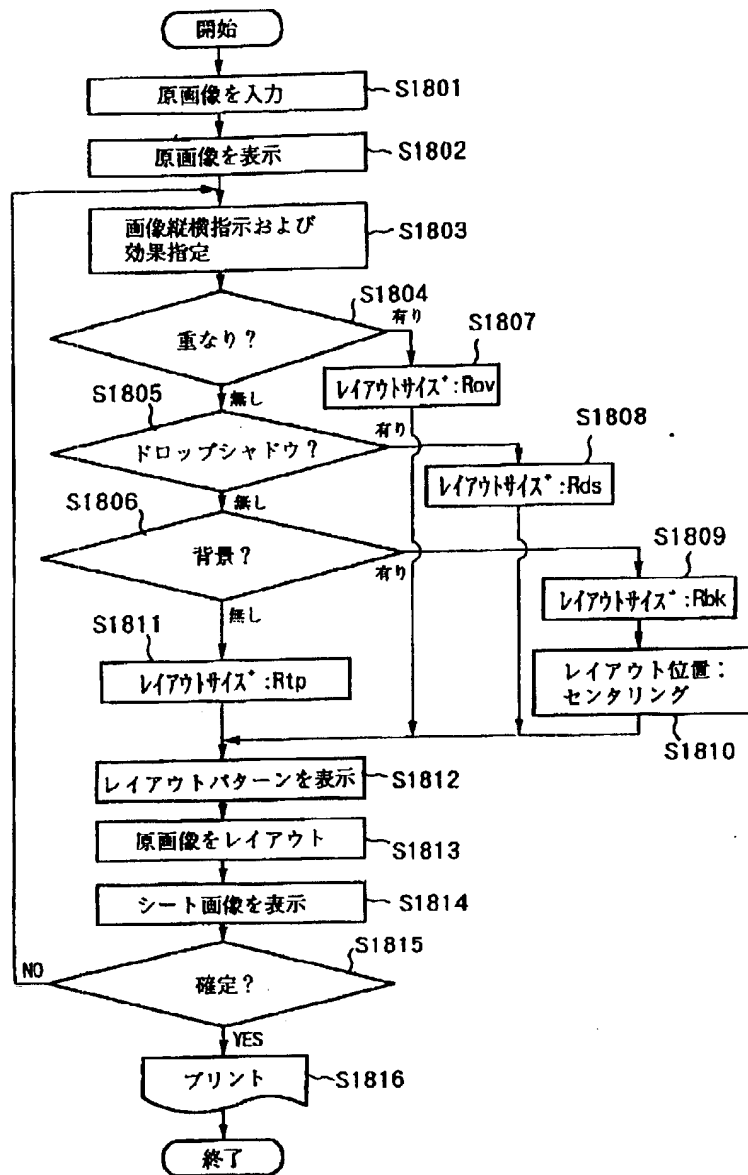 開始
原画像を入力
S1801
原画像を表示
S1802
画像縦横指示および
効果指定
S1803
S1804
重なり?
有り
S1807
レイアウトサイズ:Rov
無し
S1805
ドロップシャドウ?
有り
S1808
レイアウトサイズ:Rds
無し
S1806
背景?
有り
S1809
レイアウトサイズ:Rbk
無し
S1811
レイアウトサイズ:Rtp
レイアウト位置:
センタリング
S1810
レイアウトパターンを表示
S1812
原画像をレイアウト
S1813
シート画像を表示
S1814
S1815
確定?
NO
YES
プリント
S1816
終了